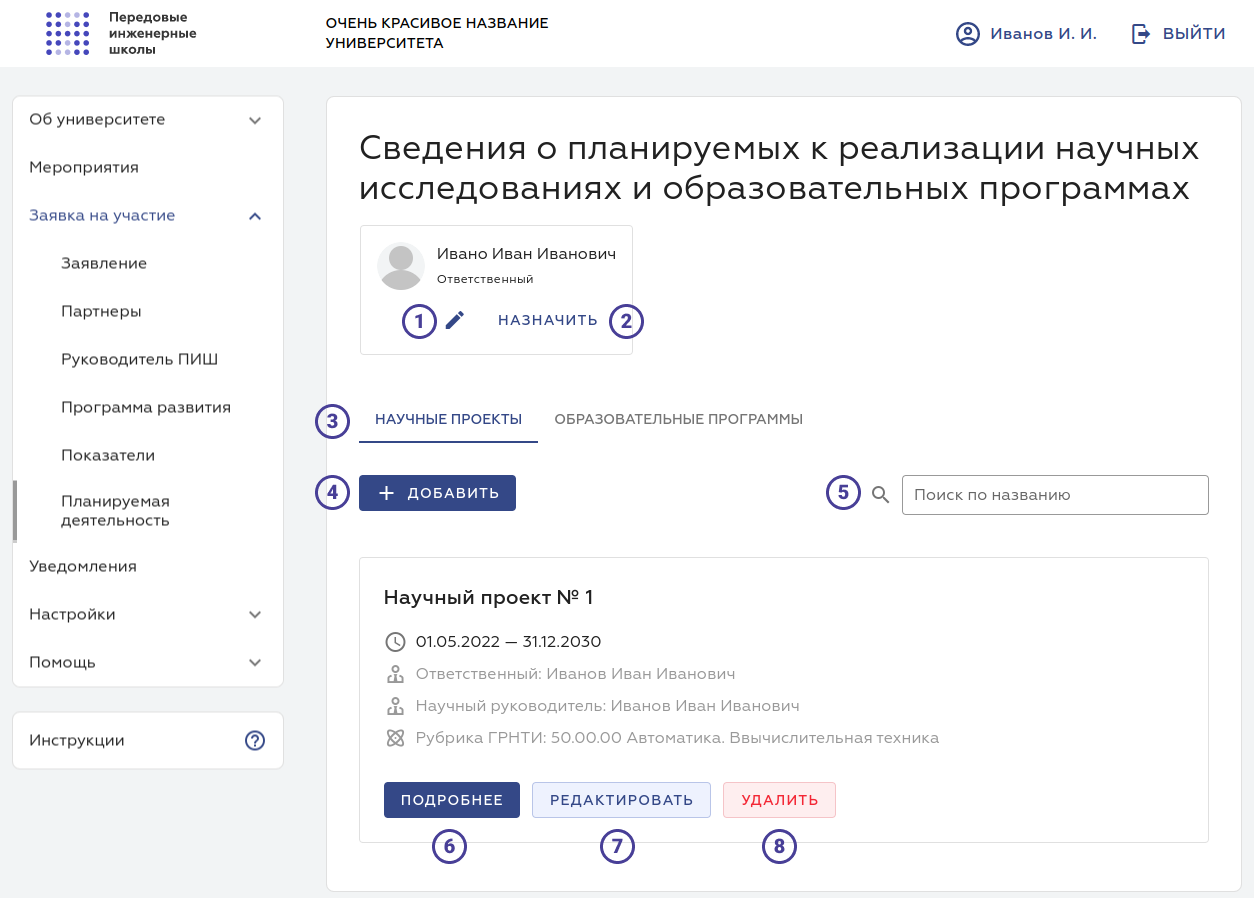 Передовые
инженерные
школы
ОЧЕНЬ КРАСИВОЕ НАЗВАНИЕ
УНИВЕРСИТЕТА
Иванов И. И.
ВЫЙТИ
Об университете
Мероприятия
Заявка на участие
Заявление
Партнеры
Руководитель ПИШ
Программа развития
Показатели
Планируемая
деятельность
Уведомления
Настройки
Помощь
Инструкции
Сведения о планируемых к реализации научных
исследованиях и образовательных программах
Ивано Иван Иванович
Ответственный
1
НАЗНАЧИТЬ 2
3 НАУЧНЫЕ ПРОЕКТЫ ОБРАЗОВАТЕЛЬНЫЕ ПРОГРАММЫ
4 + ДОБАВИТЬ
5 Поиск по названию
Научный проект № 1
01.05.2022 — 31.12.2030
Ответственный: Иванов Иван Иванович
Научный руководитель: Иванов Иван Иванович
Рубрика ГРНТИ: 50.00.00 Автоматика. Ввычислительная техника
ПОДРОБНЕЕ РЕДАКТИРОВАТЬ УДАЛИТЬ
6 7 8